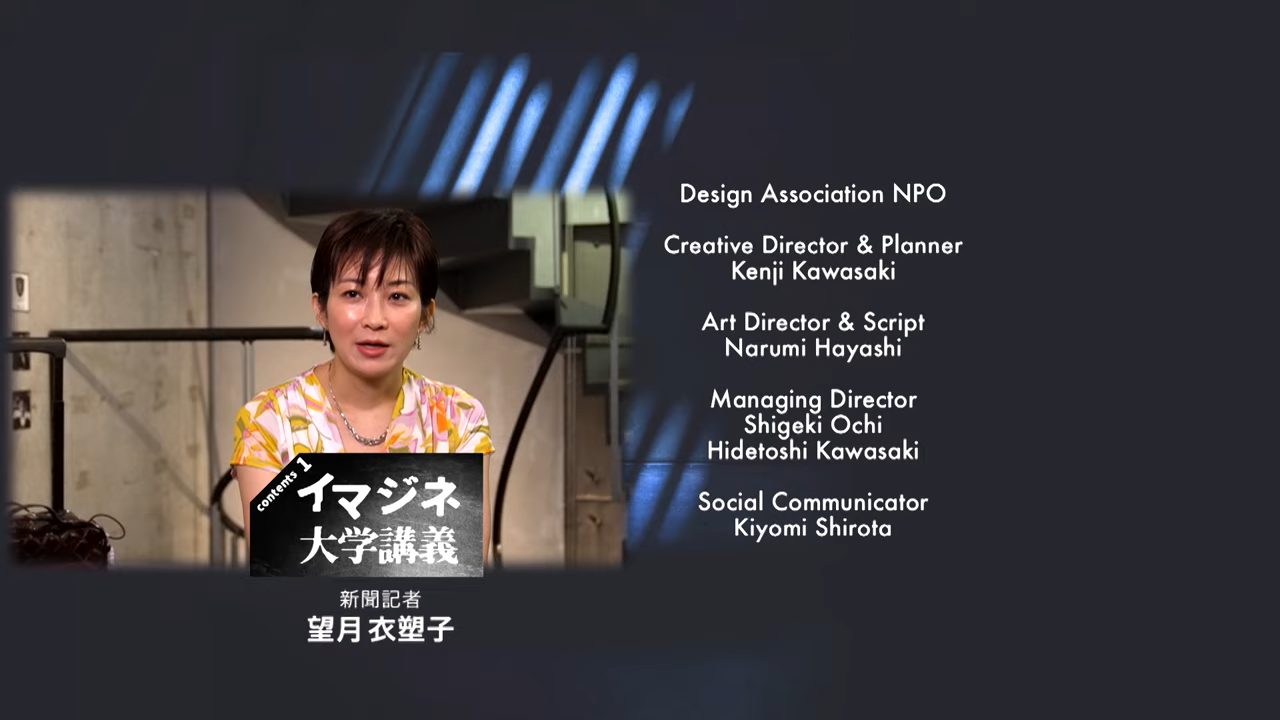 contents 1
イマジネ
大学講義
新聞記者
望月衣塑子
Design Association NPO
Creative Director & Planner
Kenji Kawasaki
Art Director & Script
Narumi Hayashi
Managing Director
Shigeki Ochi
Hidetoshi Kawasaki
Social Communicator
Kiyomi Shirota